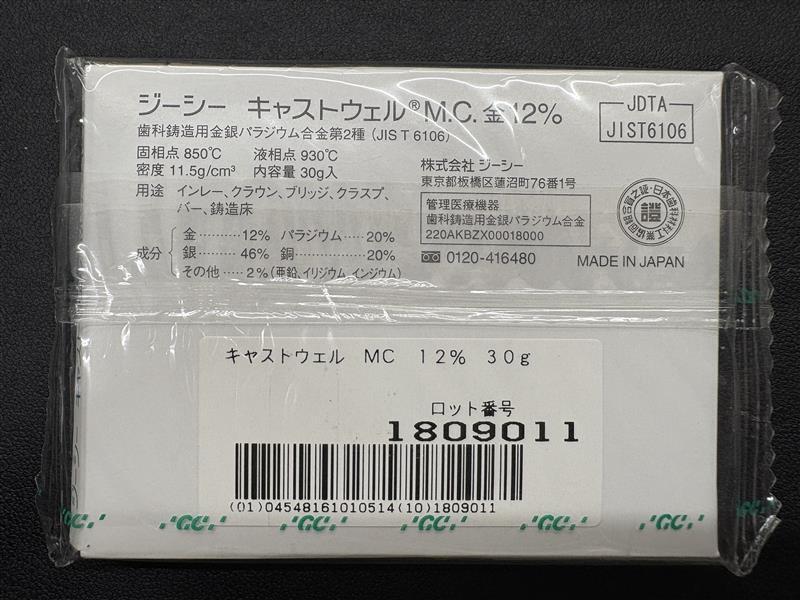 ジーシー キャストウェル® M.C. 金12%
歯科鋳造用金銀パラジウム合金第2種 (JIS T 6106)
JDTA
JIST6106
固相点 850℃ 液相点 930℃
密度 11.5g/cm³ 内容量 30g入
株式会社 ジーシー
東京都板橋区蓮沼町76番1号
用途 インレー、クラウン、ブリッジ、クラスプ、
バー、鋳造床
管理医療機器
歯科鋳造用金銀パラジウム合金
220AKBZX00018000
成分
金………12% パラジウム……20%
銀………46% 銅……………20%
その他……2%(亜鉛、イリジウム、インジウム)
0120-416480
證
MADE IN JAPAN
キャストウェル MC 12% 30g
ロット番号
1809011
(01)04548161010514(10)1809011
GC GC GC GC GC GC